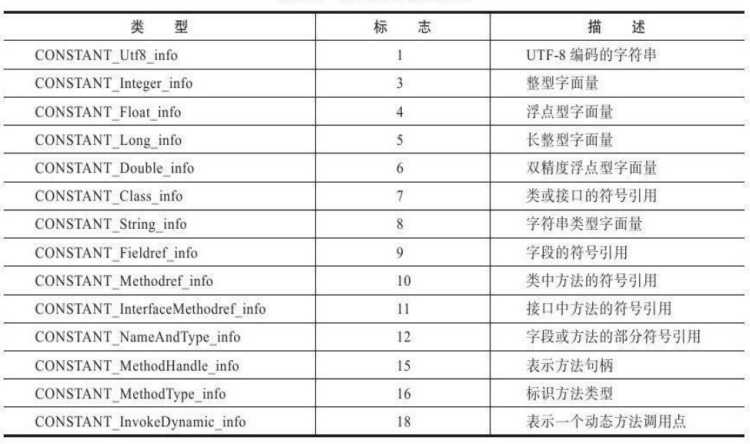 类 型 标 志 描 述
CONSTANT_Utf8_info 1 UTF-8 编码的字符串
CONSTANT_Integer_info 3 整型字面量
CONSTANT_Float_info 4 浮点型字面量
CONSTANT_Long_info 5 长整型字面量
CONSTANT_Double_info 6 双精度浮点型字面量
CONSTANT_Class_info 7 类或接口的符号引用
CONSTANT_String_info 8 字符串类型字面量
CONSTANT_Fieldref_info 9 字段的符号引用
CONSTANT_Methodref_info 10 类中方法的符号引用
CONSTANT_InterfaceMethodref_info 11 接口中方法的符号引用
CONSTANT_NameAndType_info 12 字段或方法的部分符号引用
CONSTANT_MethodHandle_info 15 表示方法句柄
CONSTANT_MethodType_info 16 标识方法类型
CONSTANT_InvokeDynamic_info 18 表示一个动态方法调用点